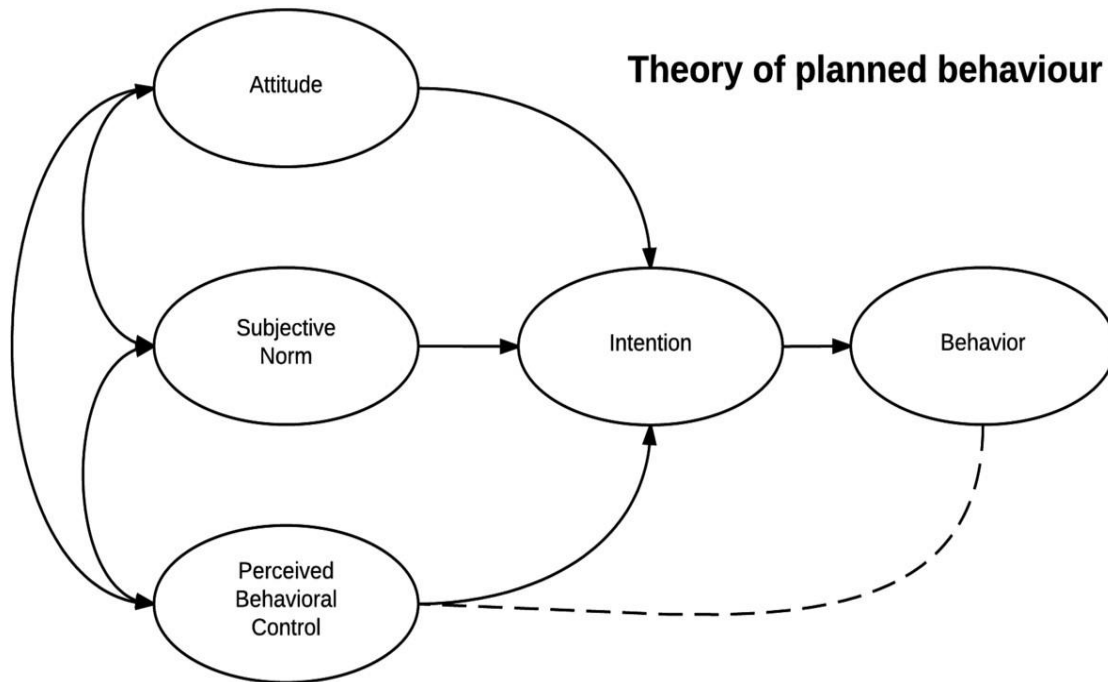 Theory of planned behaviour
Attitude
Subjective
Norm
Intention
Behavior
Perceived
Behavioral
Control